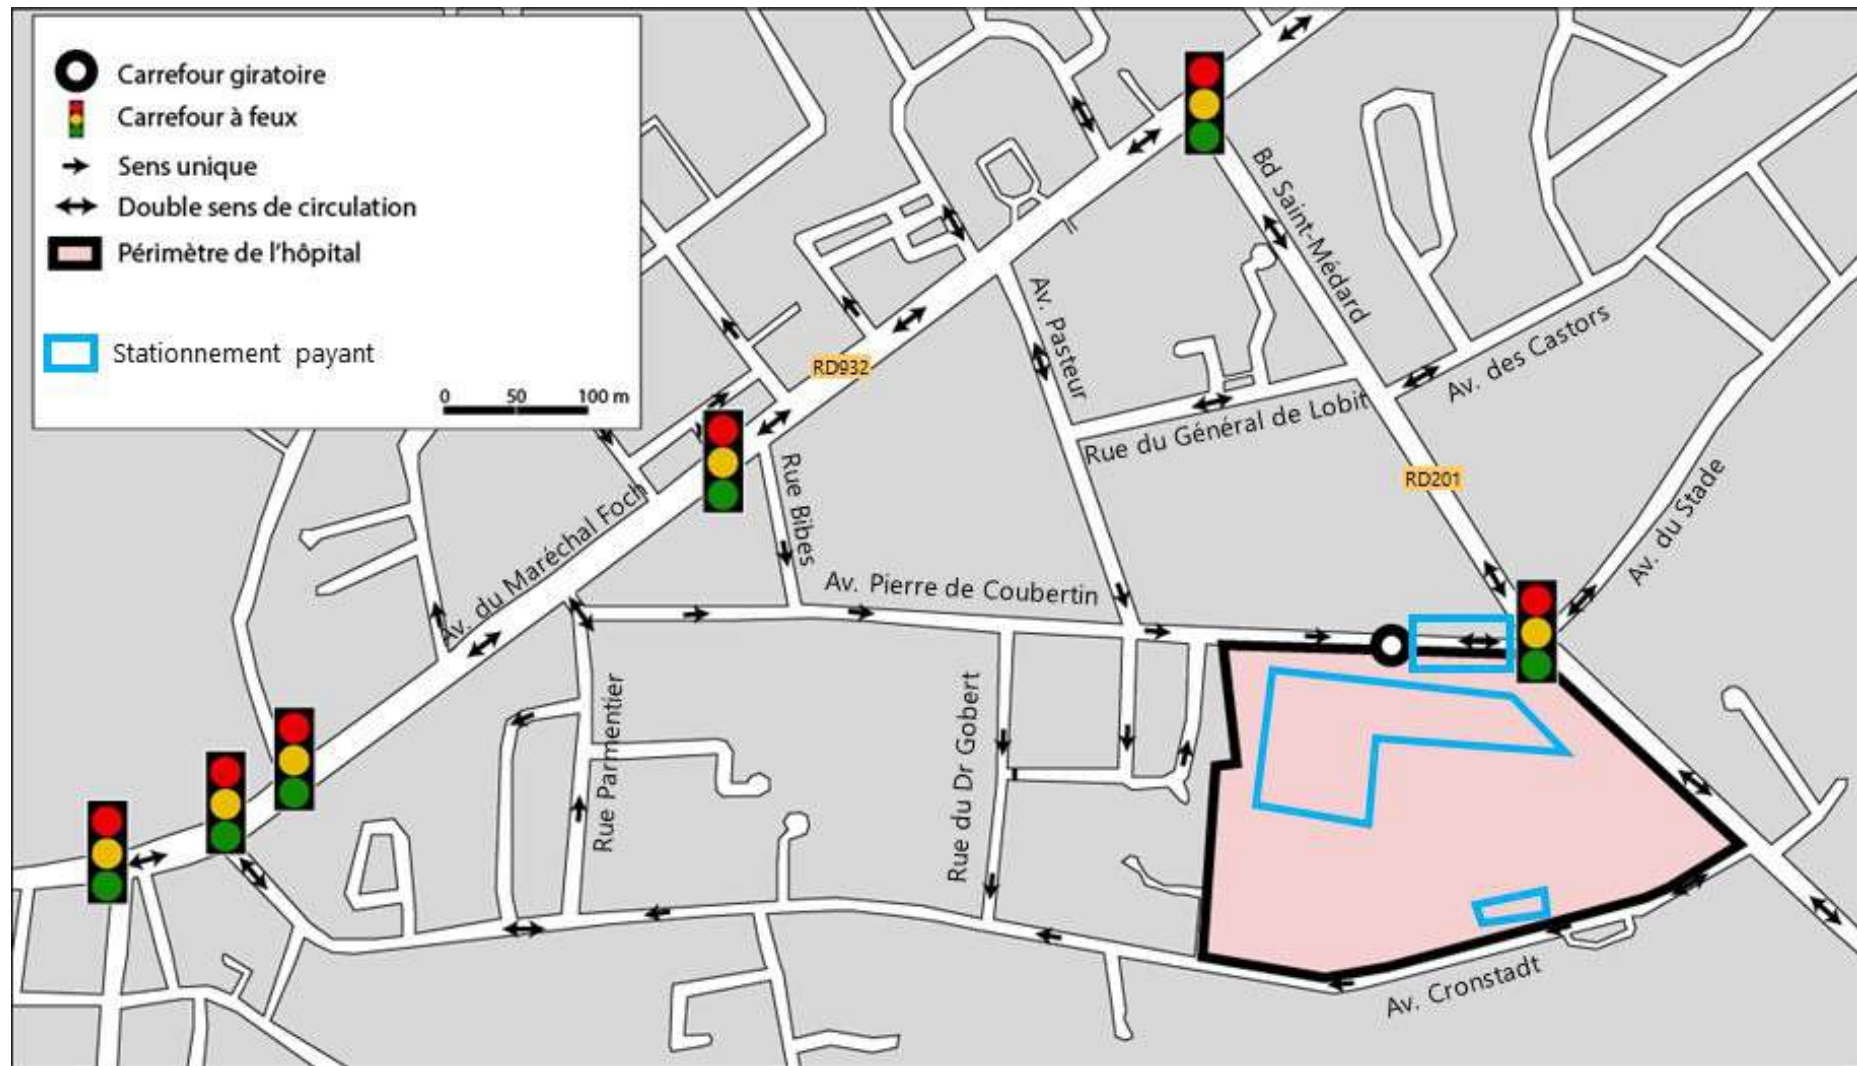 Carrefour giratoire
Carrefour à feux
Sens unique
Double sens de circulation
Périmètre de l'hôpital
Stationnement payant
0 50 100 m
Bd Saint-Médard
Av. Pasteur
RD932
Av. des Castors
Rue du Général de Lobit
RD201
Av. du Stade
Rue Bibes
Av. du Maréchal Foch
Av. Pierre de Coubertin
Rue Parmentier
Rue du Dr Gobert
Av. Cronstadt